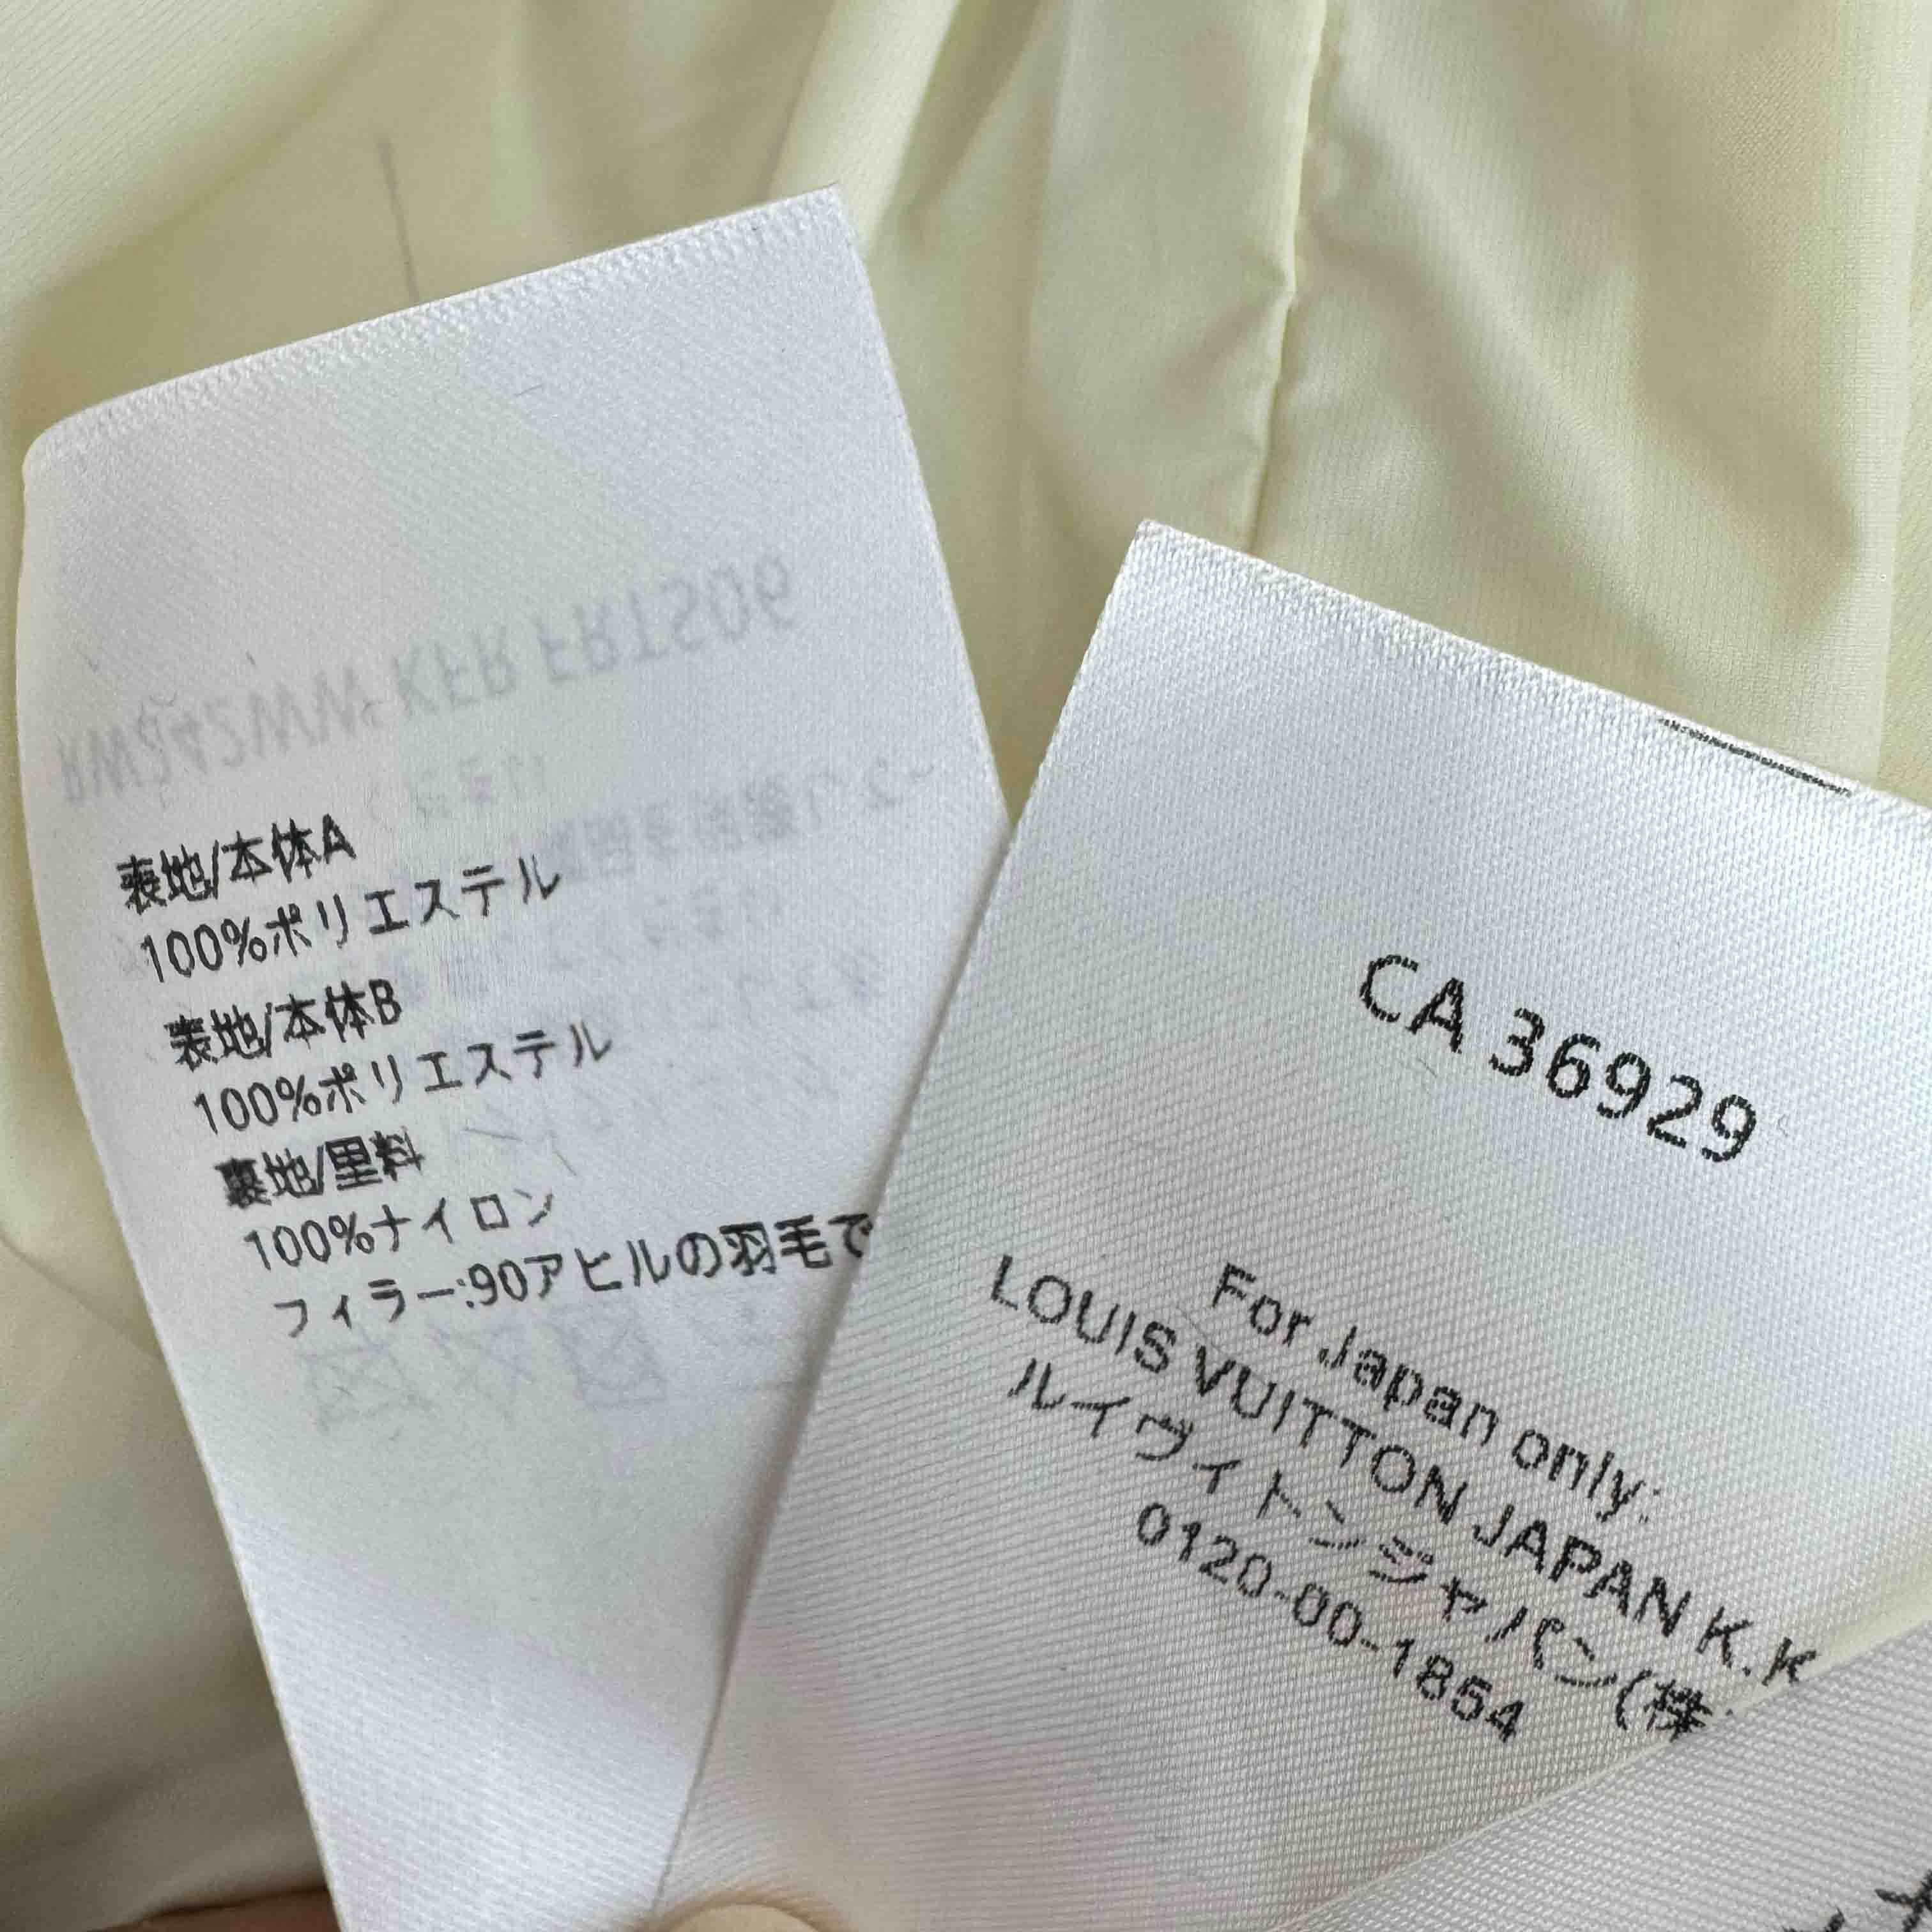 表地/本体A
100%ポリエステル
表地/本体B
100%ポリエステル
裏地/里料
100%ナイロン
フィラー:90アヒルの羽毛で
CA 36929
For Japan only:
LOUIS VUITTON JAPAN K.K
ルイヴィトンジャパン(株
0120-00-1854